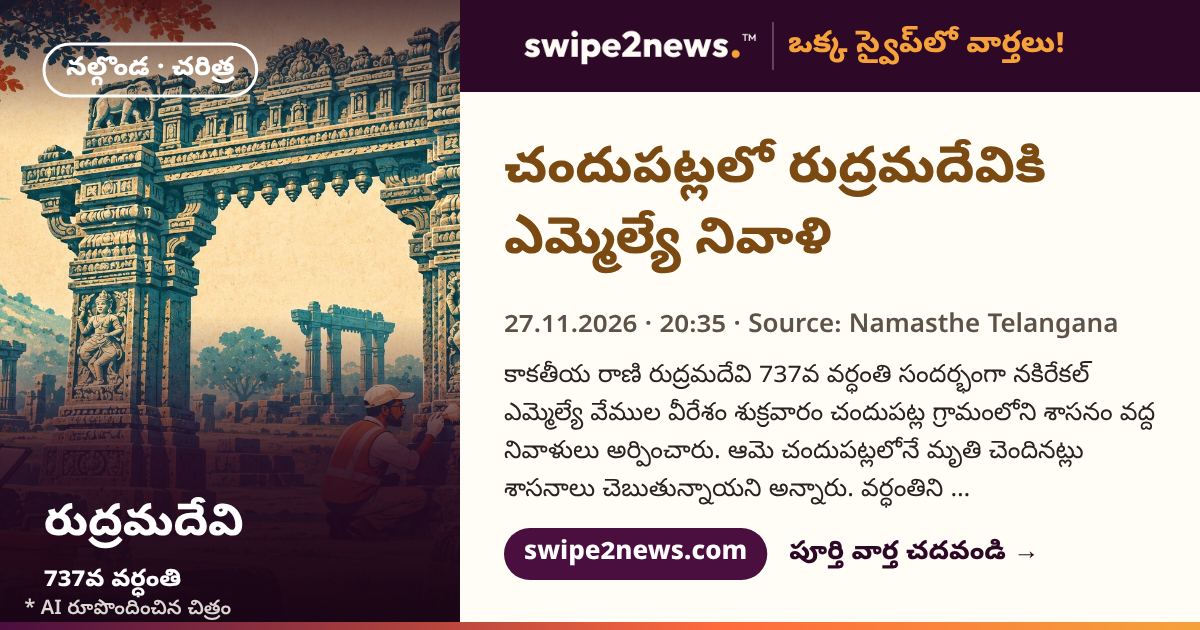 నల్గొండ · చరిత్ర
రుద్రమదేవి
737వ వర్ధంతి
* AI రూపొందించిన చిత్రం
swipe2news.™ ఒక్క స్వైప్‌లో వార్తలు!
చందుపట్లలో రుద్రమదేవికి
ఎమ్మెల్యే నివాళి
27.11.2026 · 20:35 · Source: Namasthe Telangana
కాకతీయ రాణి రుద్రమదేవి 737వ వర్ధంతి సందర్భంగా నకిరేకల్
ఎమ్మెల్యే వేముల వీరేశం శుక్రవారం చందుపట్ల గ్రామంలోని శాసనం వద్ద
నివాళులు అర్పించారు. ఆమె చందుపట్లలోనే మృతి చెందినట్లు
శాసనాలు చెబుతున్నాయని అన్నారు. వర్ధంతిని ...
swipe2news.com పూర్తి వార్త చదవండి →